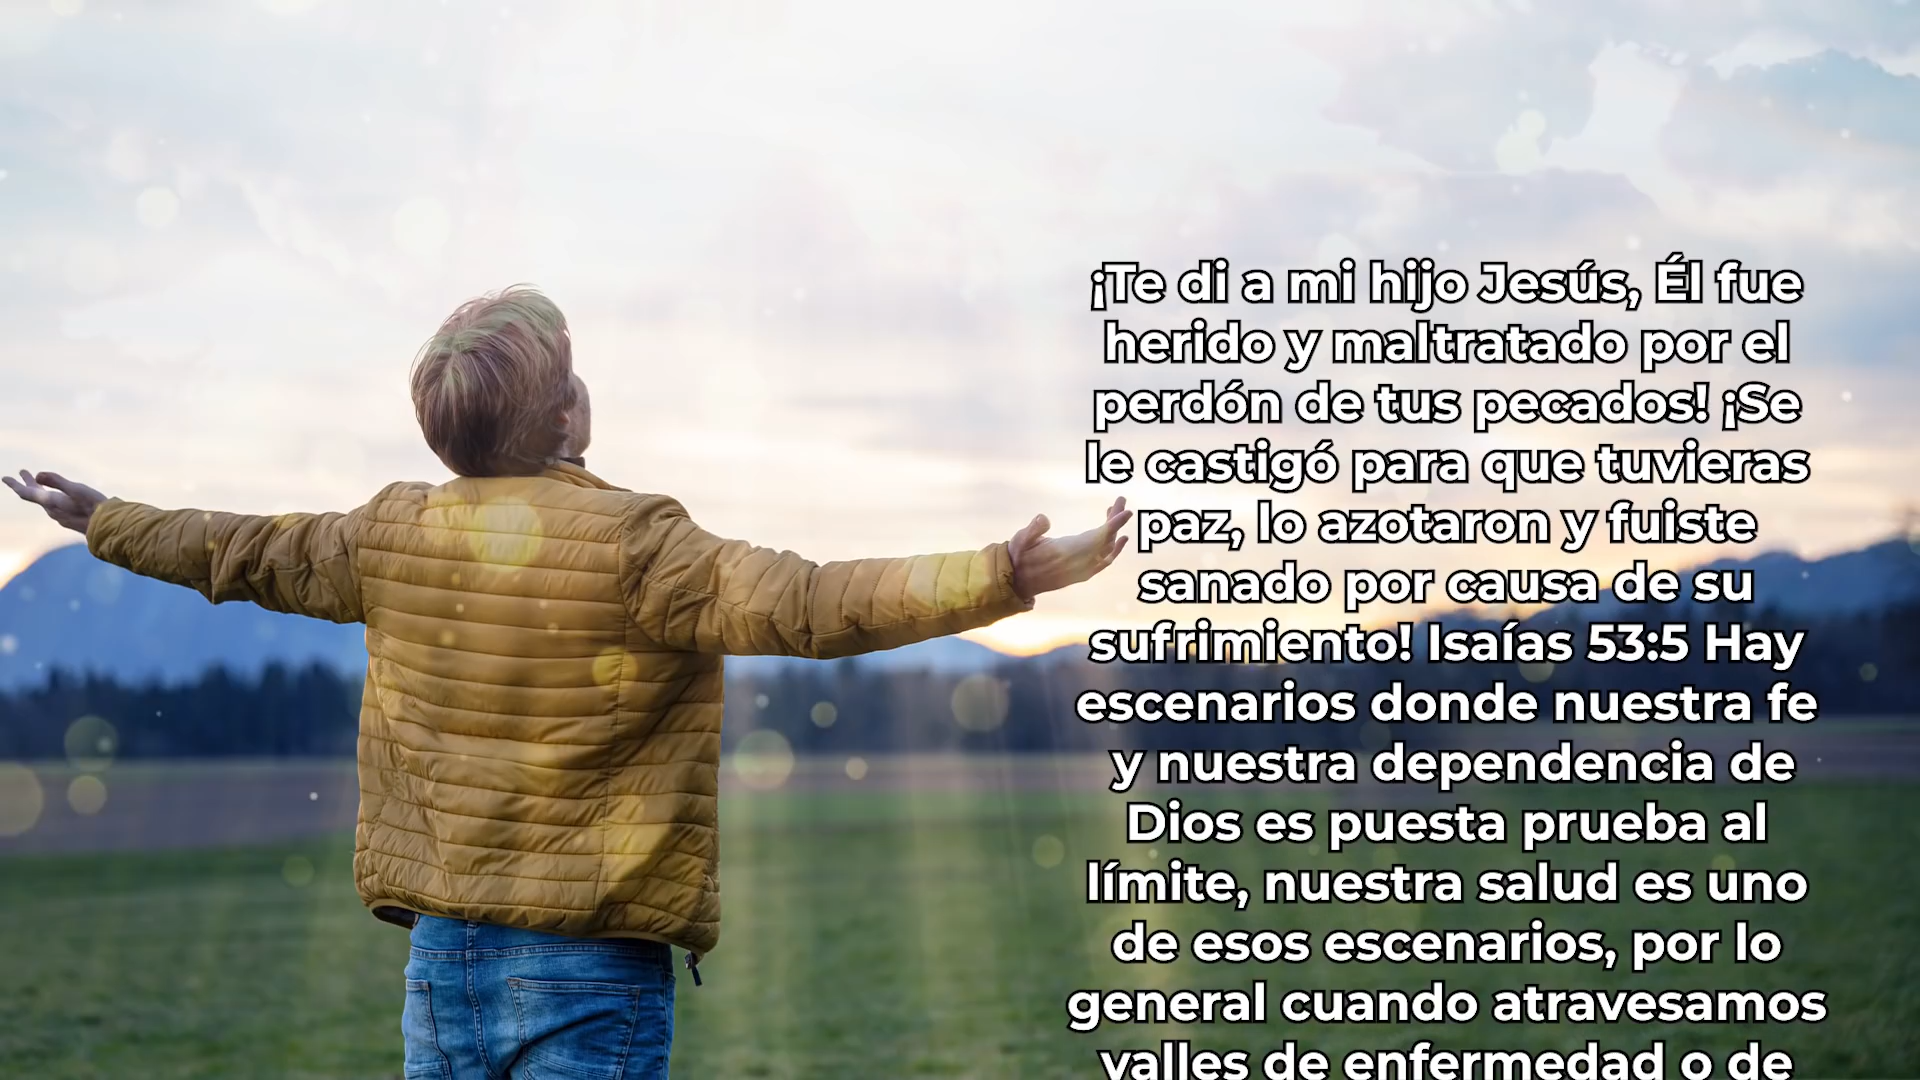 ¡Te di a mi hijo Jesús, Él fue
herido y maltratado por el
perdón de tus pecados! ¡Se
le castigó para que tuvieras
paz, lo azotaron y fuiste
sanado por causa de su
sufrimiento! Isaías 53:5 Hay
escenarios donde nuestra fe
y nuestra dependencia de
Dios es puesta prueba al
límite, nuestra salud es uno
de esos escenarios, por lo
general cuando atravesamos
valles de enfermedad o de